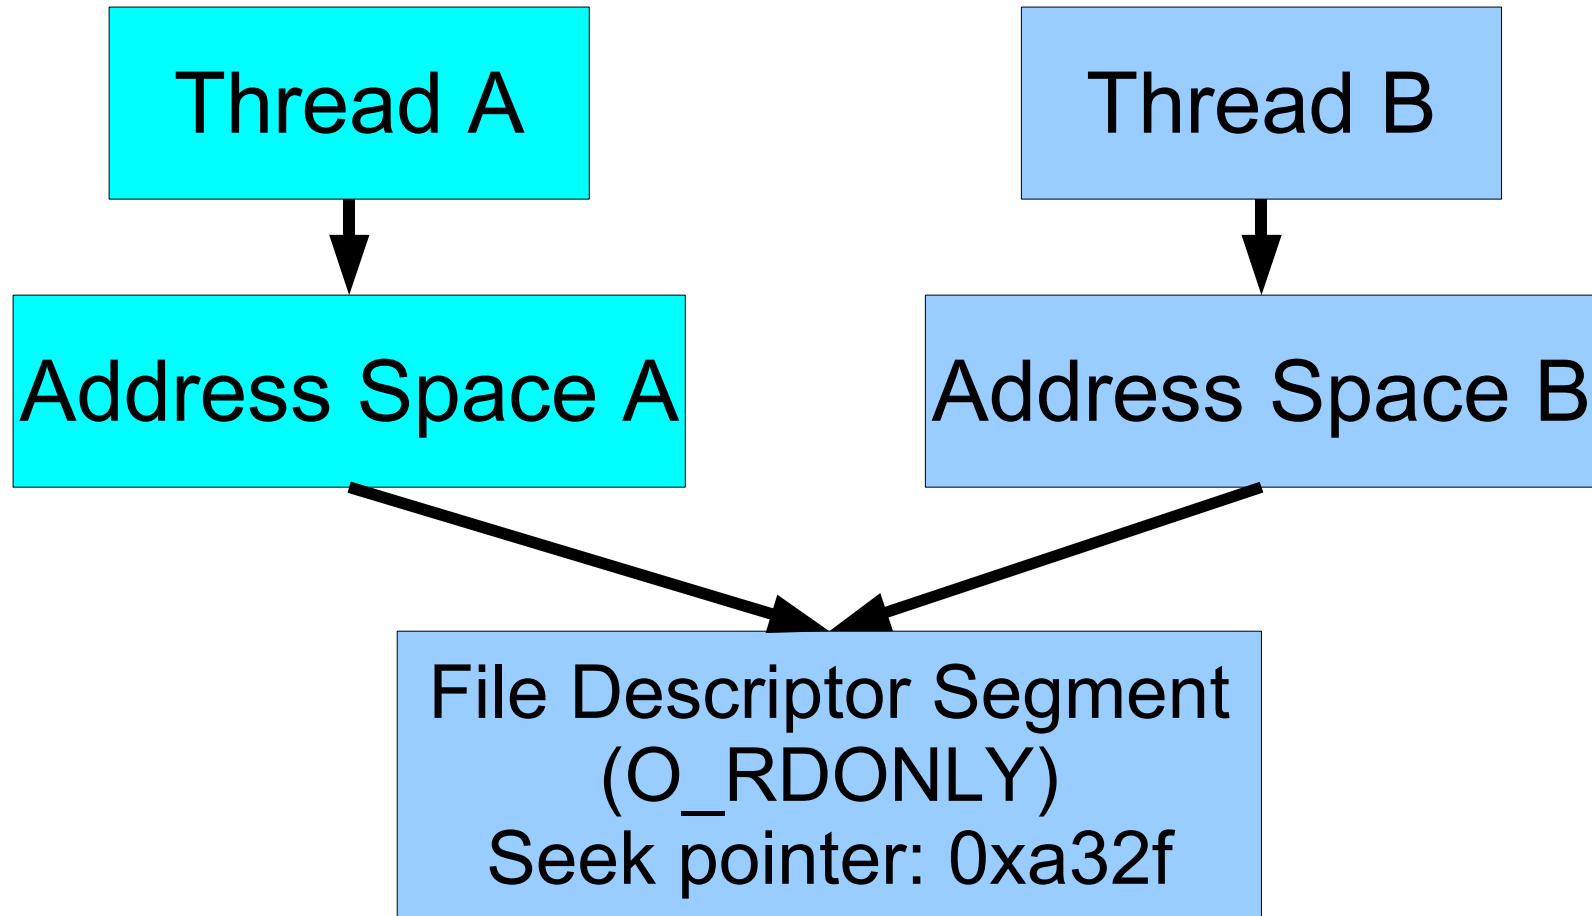 Thread A
Thread B
Address Space A
Address Space B
File Descriptor Segment
(O_RDONLY)
Seek pointer: 0xa32f